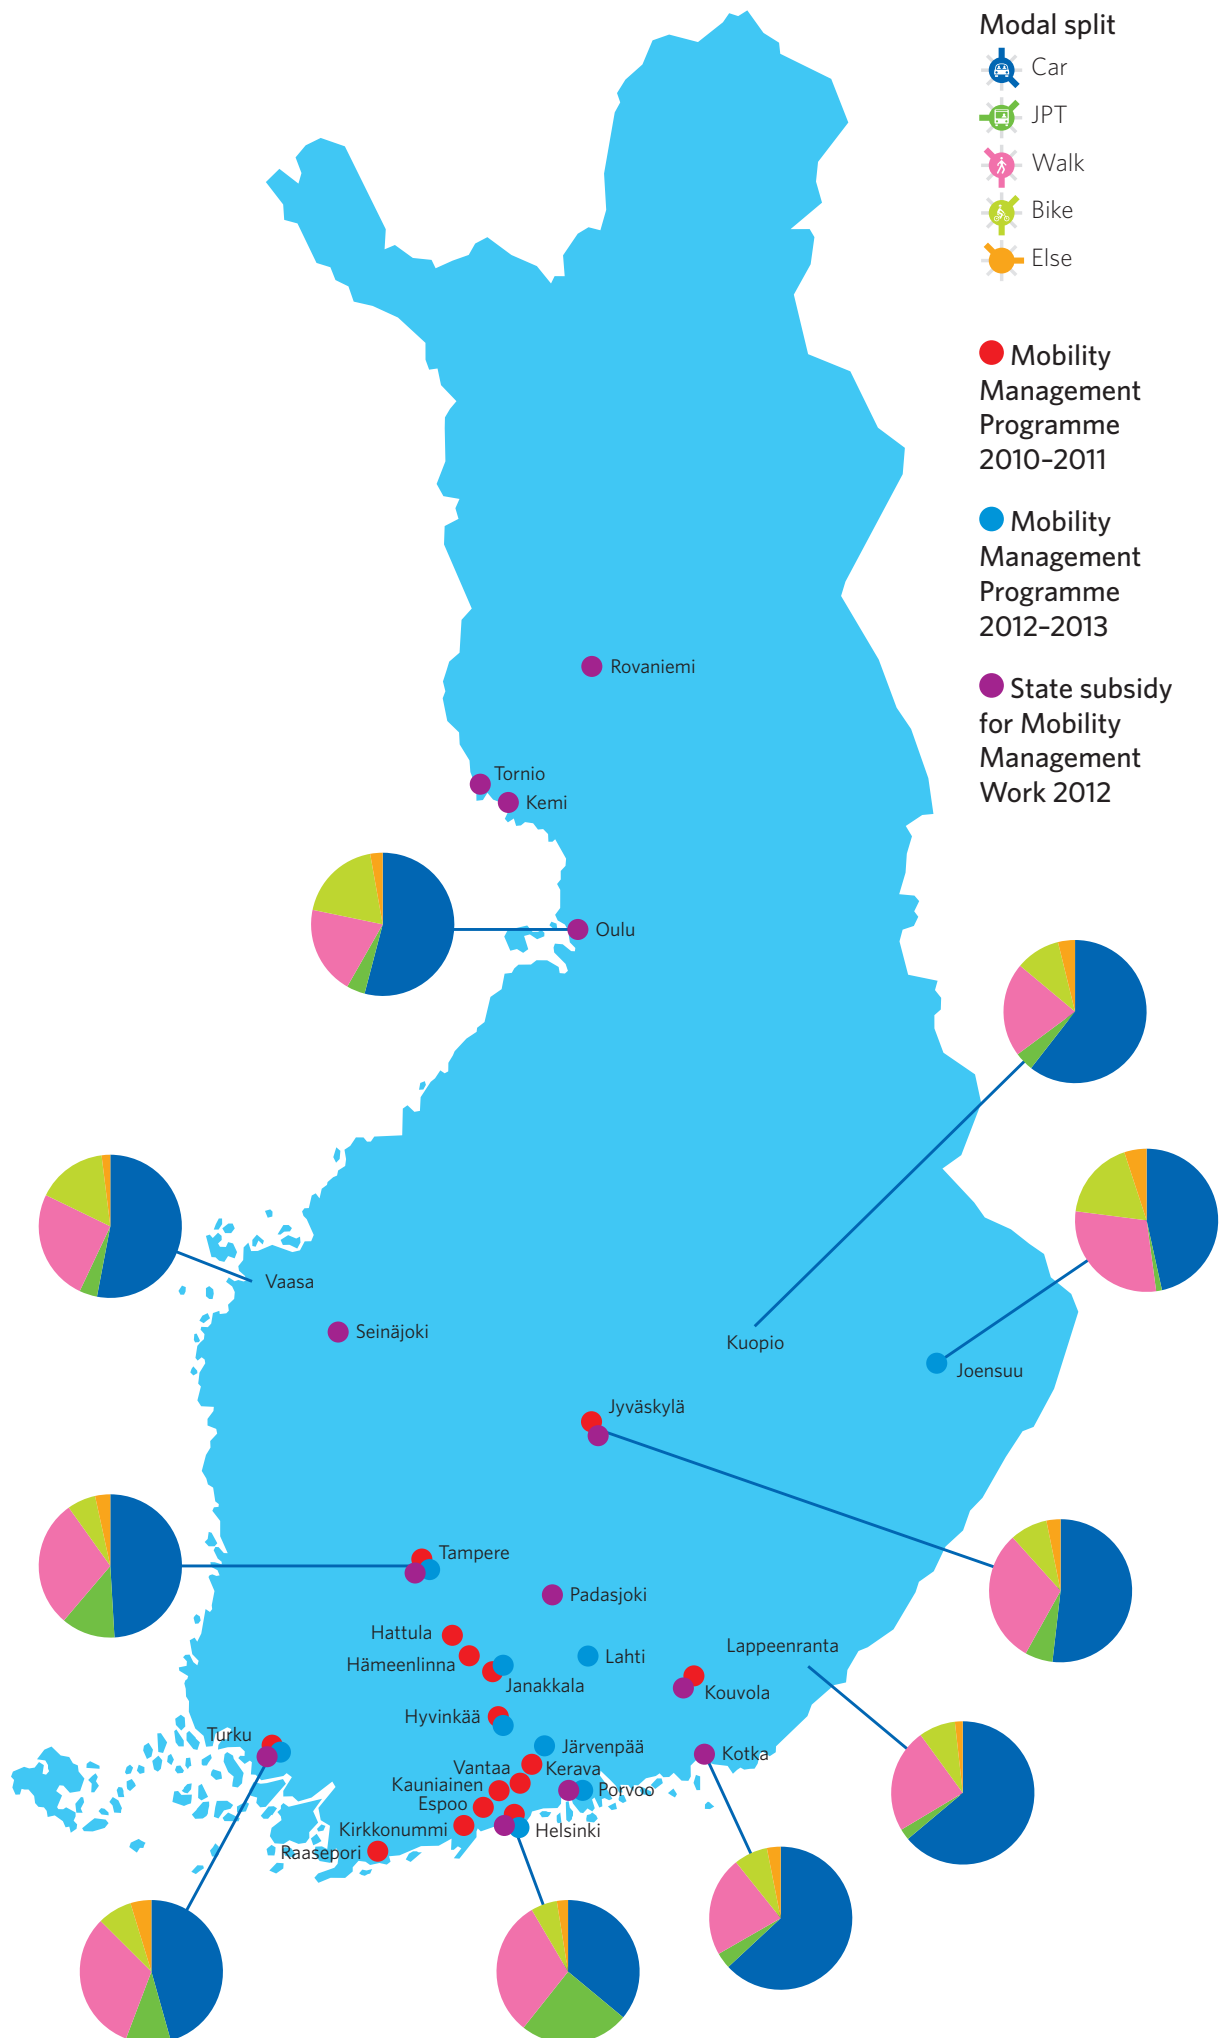 Modal split
Car
JPT
Walk
Bike
Else
Mobility
Management
Programme
2010–2011
Mobility
Management
Programme
2012–2013
State subsidy
for Mobility
Management
Work 2012
Rovaniemi
Tornio
Kemi
Oulu
Vaasa
Seinäjoki
Kuopio
Joensuu
Jyväskylä
Tampere
Padasjoki
Hattula
Hämeenlinna
Janakkala
Lahti
Lappeenranta
Kouvola
Hyvinkää
Turku
Järvenpää
Kotka
Vantaa
Kerava
Kauniainen
Porvoo
Espoo
Kirkkonummi
Helsinki
Raasepori